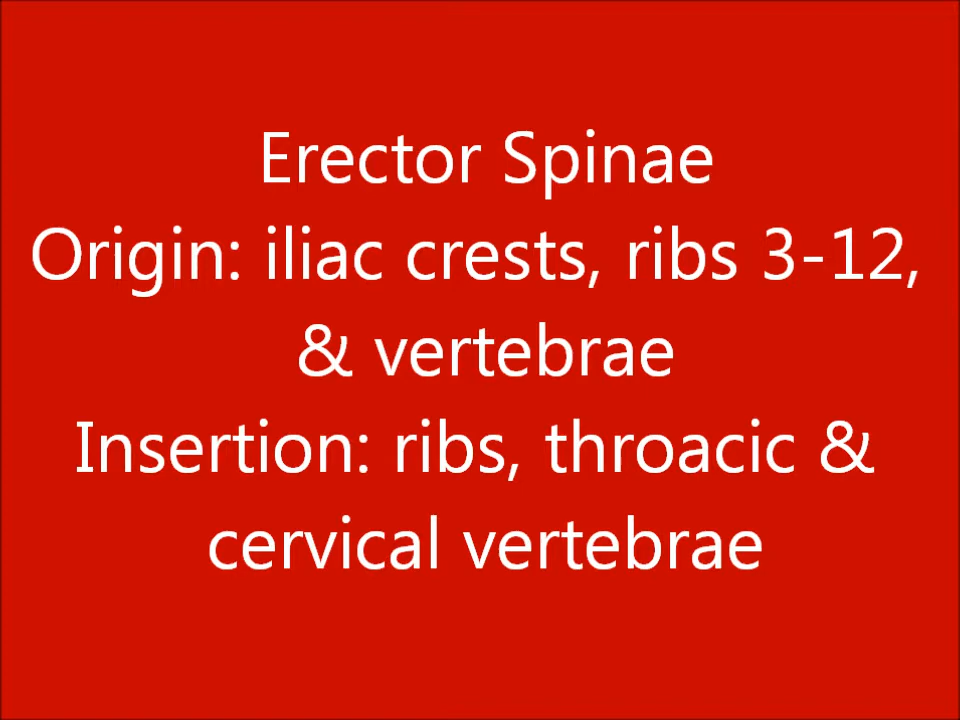 Erector Spinae
Origin: iliac crests, ribs 3-12,
& vertebrae
Insertion: ribs, throacic &
cervical vertebrae